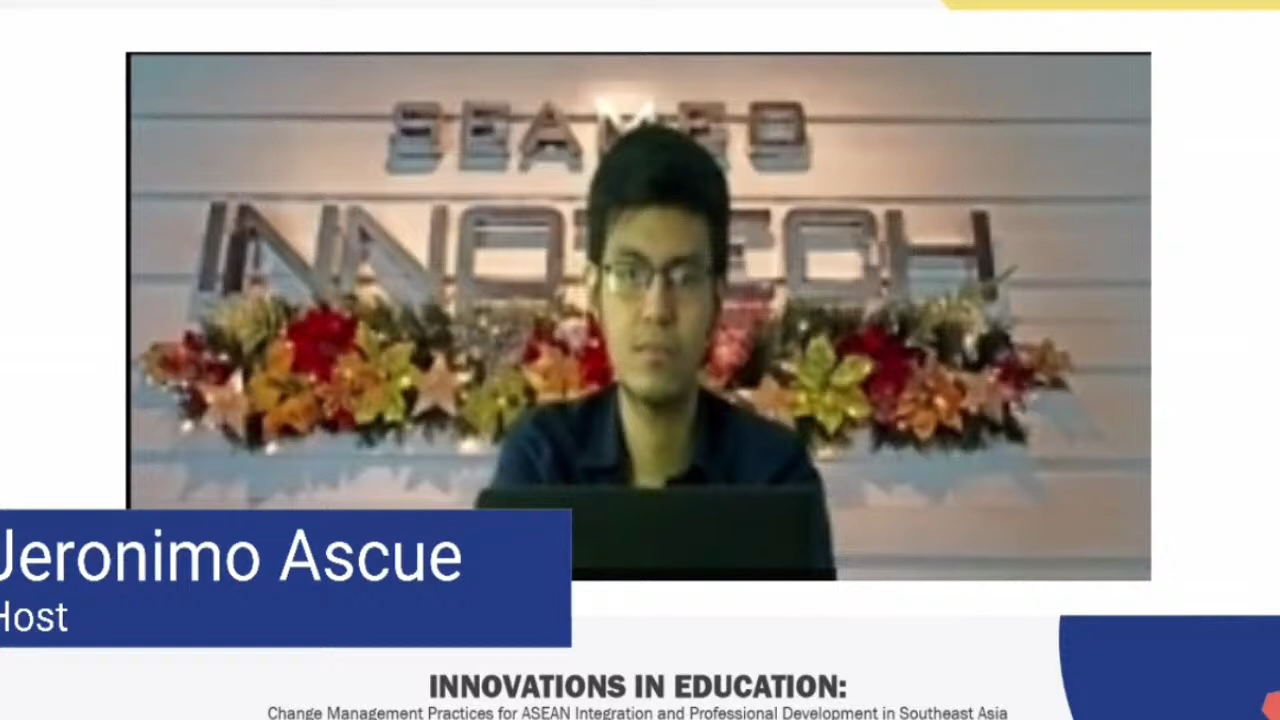 SEAMEO
INNOTECH
Jeronimo Ascue
Host
INNOVATIONS IN EDUCATION:
Change Management Practices for ASEAN Integration and Professional Development in Southeast Asia